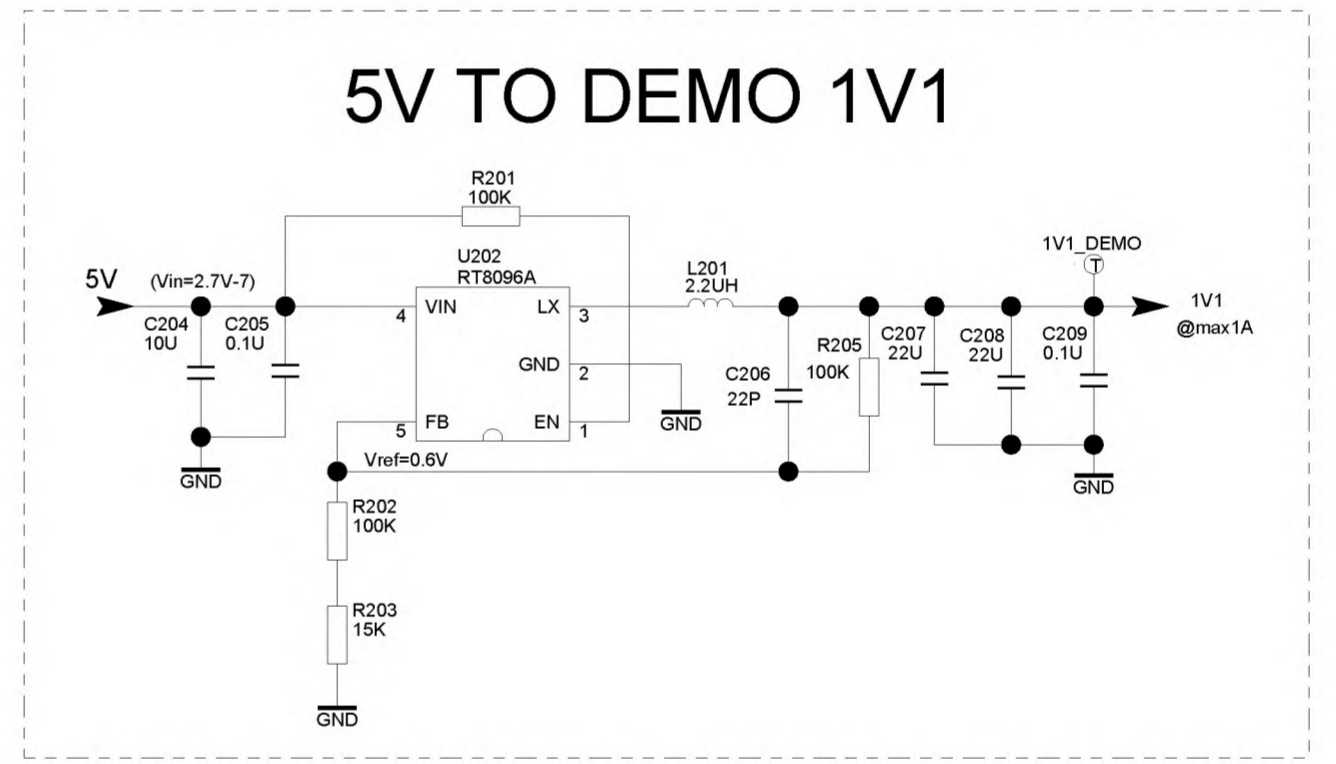 5V TO DEMO 1V1
R201
100K
U202
RT8096A
5V
(Vin=2.7V-7)
C204
10U
C205
0.1U
4
VIN
LX
3
GND
2
5
FB
EN
1
GND
Vref=0.6V
L201
2.2UH
C206
22P
R205
100K
C207
22U
C208
22U
C209
0.1U
1V1_DEMO
T
1V1
@max1A
GND
GND
R202
100K
R203
15K
GND